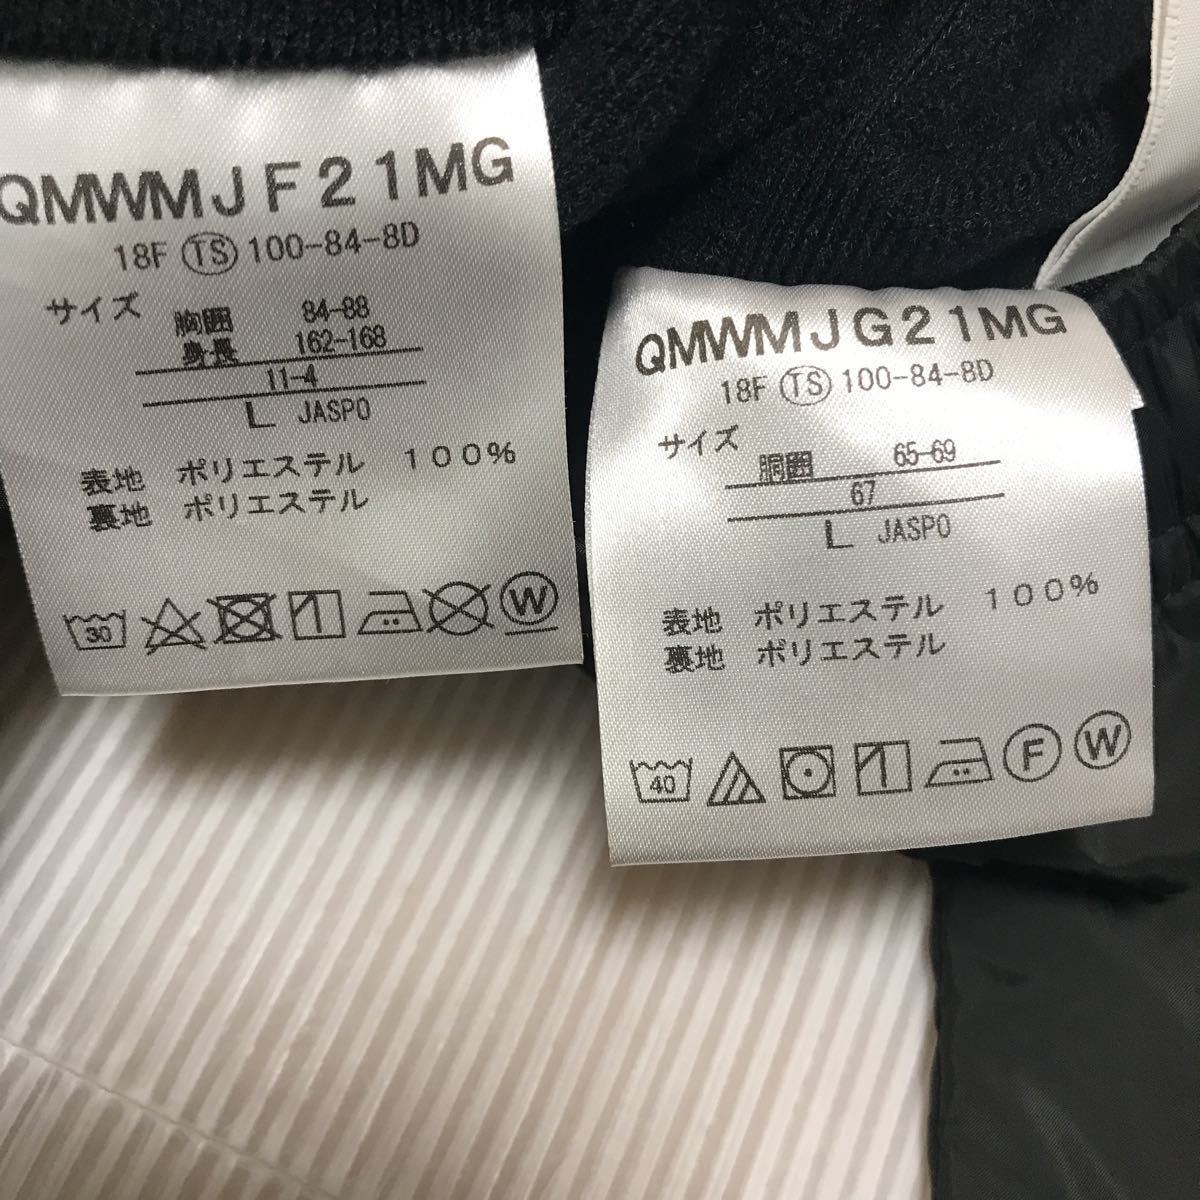 QMWMJF21MG
18F TS 100-84-8D
サイズ
胸囲 84-88
身長 162-168
11-4
L JASPO
表地 ポリエステル 100%
裏地 ポリエステル
30
W
QMWMJG21MG
18F TS 100-84-8D
サイズ
胴囲 65-69
67
L JASPO
表地 ポリエステル 100%
裏地 ポリエステル
40
F W